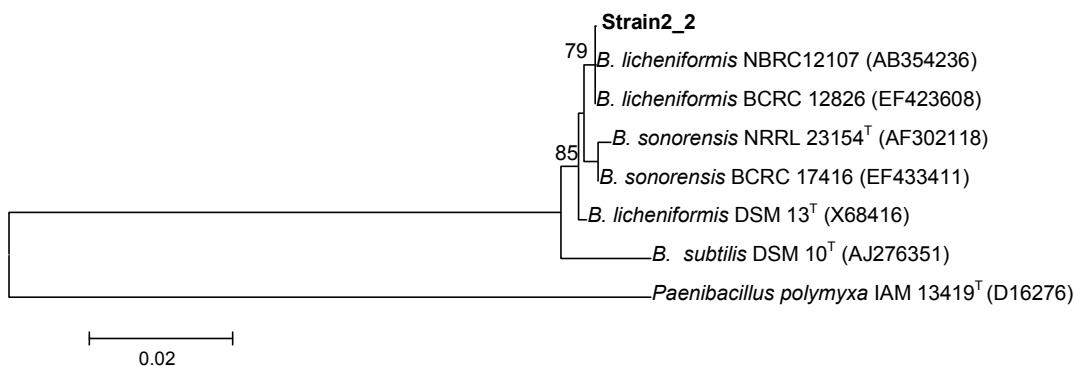 Strain2_2
79
B. licheniformis NBRC12107 (AB354236)
B. licheniformis BCRC 12826 (EF423608)
B. sonorensis NRRL 23154T (AF302118)
85
B. sonorensis BCRC 17416 (EF433411)
B. licheniformis DSM 13T (X68416)
B. subtilis DSM 10T (AJ276351)
Paenibacillus polymyxa IAM 13419T (D16276)
0.02